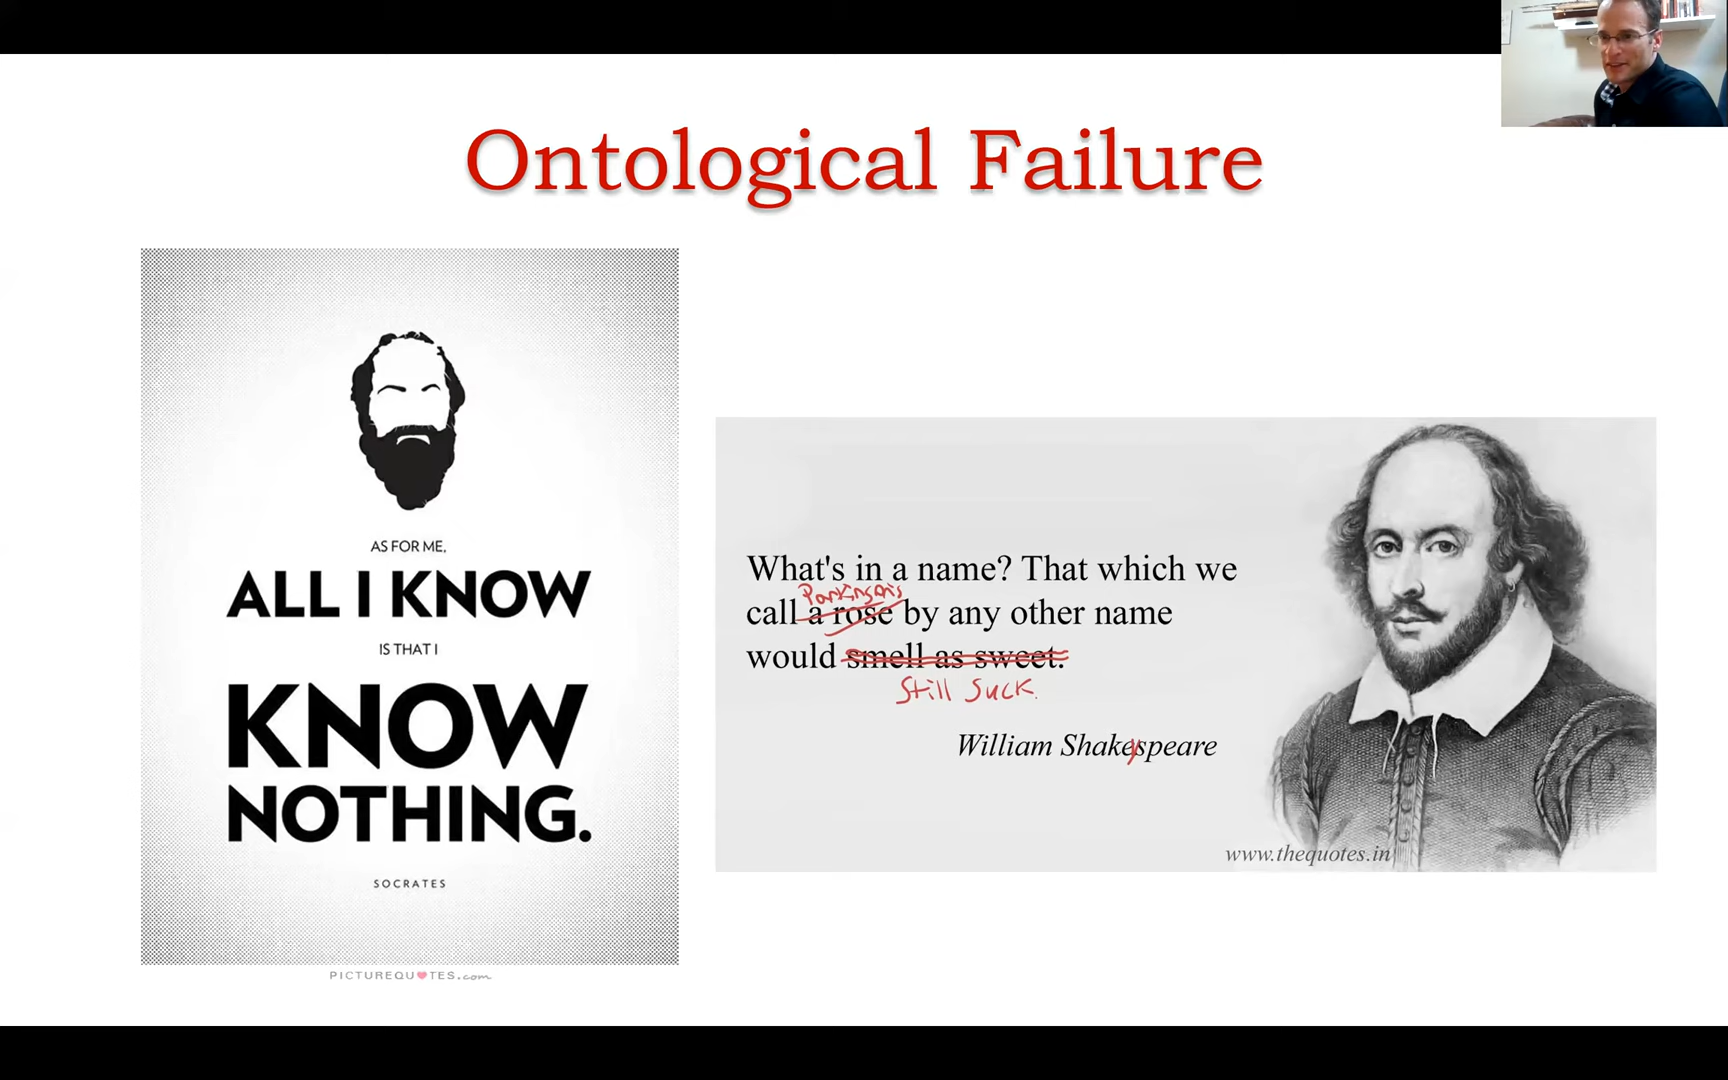 Ontological Failure
AS FOR ME,
ALL I KNOW
IS THAT I
KNOW
NOTHING.
SOCRATES
PICTUREQUOTES.com
What's in a name? That which we
Parkinson's
call a rose by any other name
would smell as sweet.
Still Suck.
William Shakespeare
www.thequotes.in